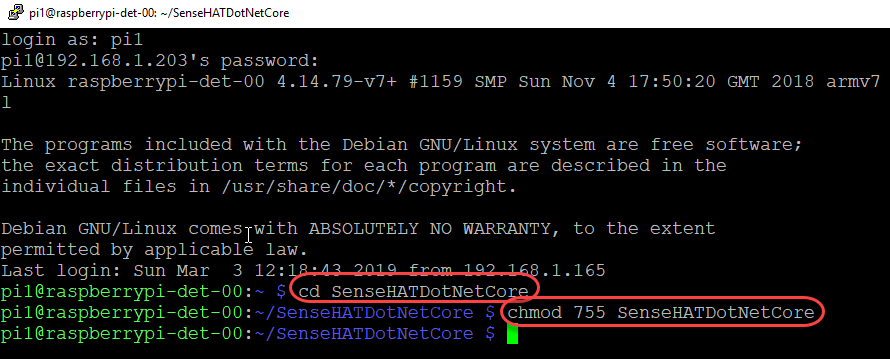 pi1@raspberrypi-det-00: ~/SenseHATDotNetCore
login as: pi1
pi1@192.168.1.203's password:
Linux raspberrypi-det-00 4.14.79-v7+ #1159 SMP Sun Nov 4 17:50:20 GMT 2018 armv7
l
The programs included with the Debian GNU/Linux system are free software;
the exact distribution terms for each program are described in the
individual files in /usr/share/doc/*/copyright.
Debian GNU/Linux comes with ABSOLUTELY NO WARRANTY, to the extent
permitted by applicable law.
Last login: Sun Mar  3 12:18:43 2019 from 192.168.1.165
pi1@raspberrypi-det-00:~ $ cd SenseHATDotNetCore
pi1@raspberrypi-det-00:~/SenseHATDotNetCore $ chmod 755 SenseHATDotNetCore
pi1@raspberrypi-det-00:~/SenseHATDotNetCore $